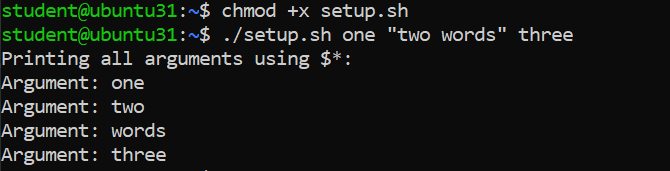 student@ubuntu31:~$ chmod +x setup.sh
student@ubuntu31:~$ ./setup.sh one "two words" three
Printing all arguments using $*:
Argument: one
Argument: two
Argument: words
Argument: three